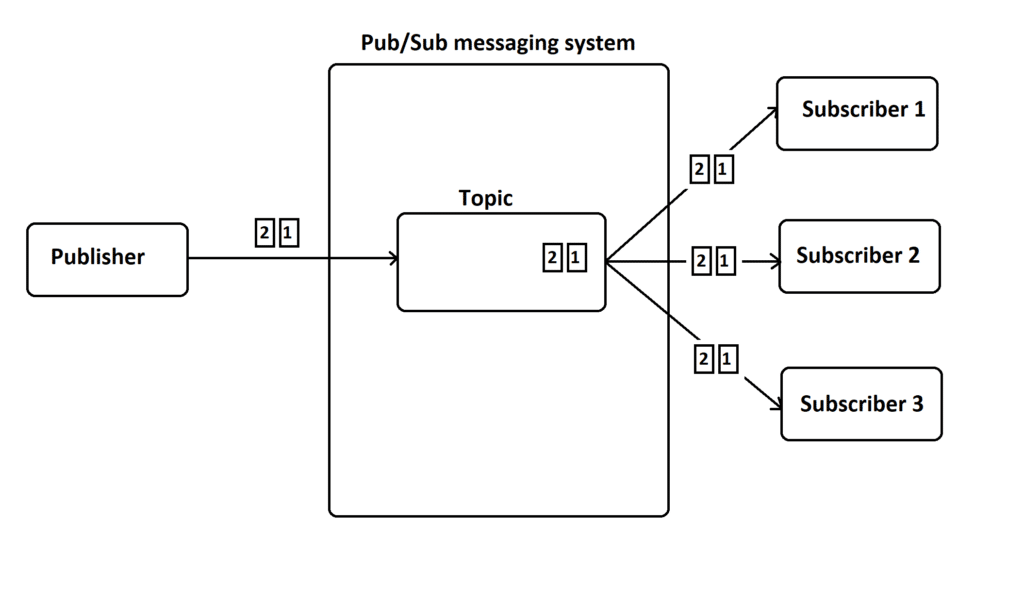 Pub/Sub messaging system
Subscriber 1
2 1
Topic
2 1
Publisher
2 1
2 1
Subscriber 2
2 1
Subscriber 3